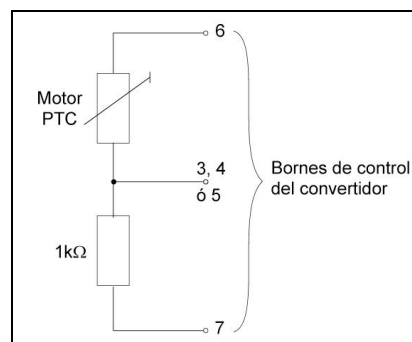 6
Motor
PTC
3, 4
ó 5
Bornes de control
del convertidor
1kΩ
7